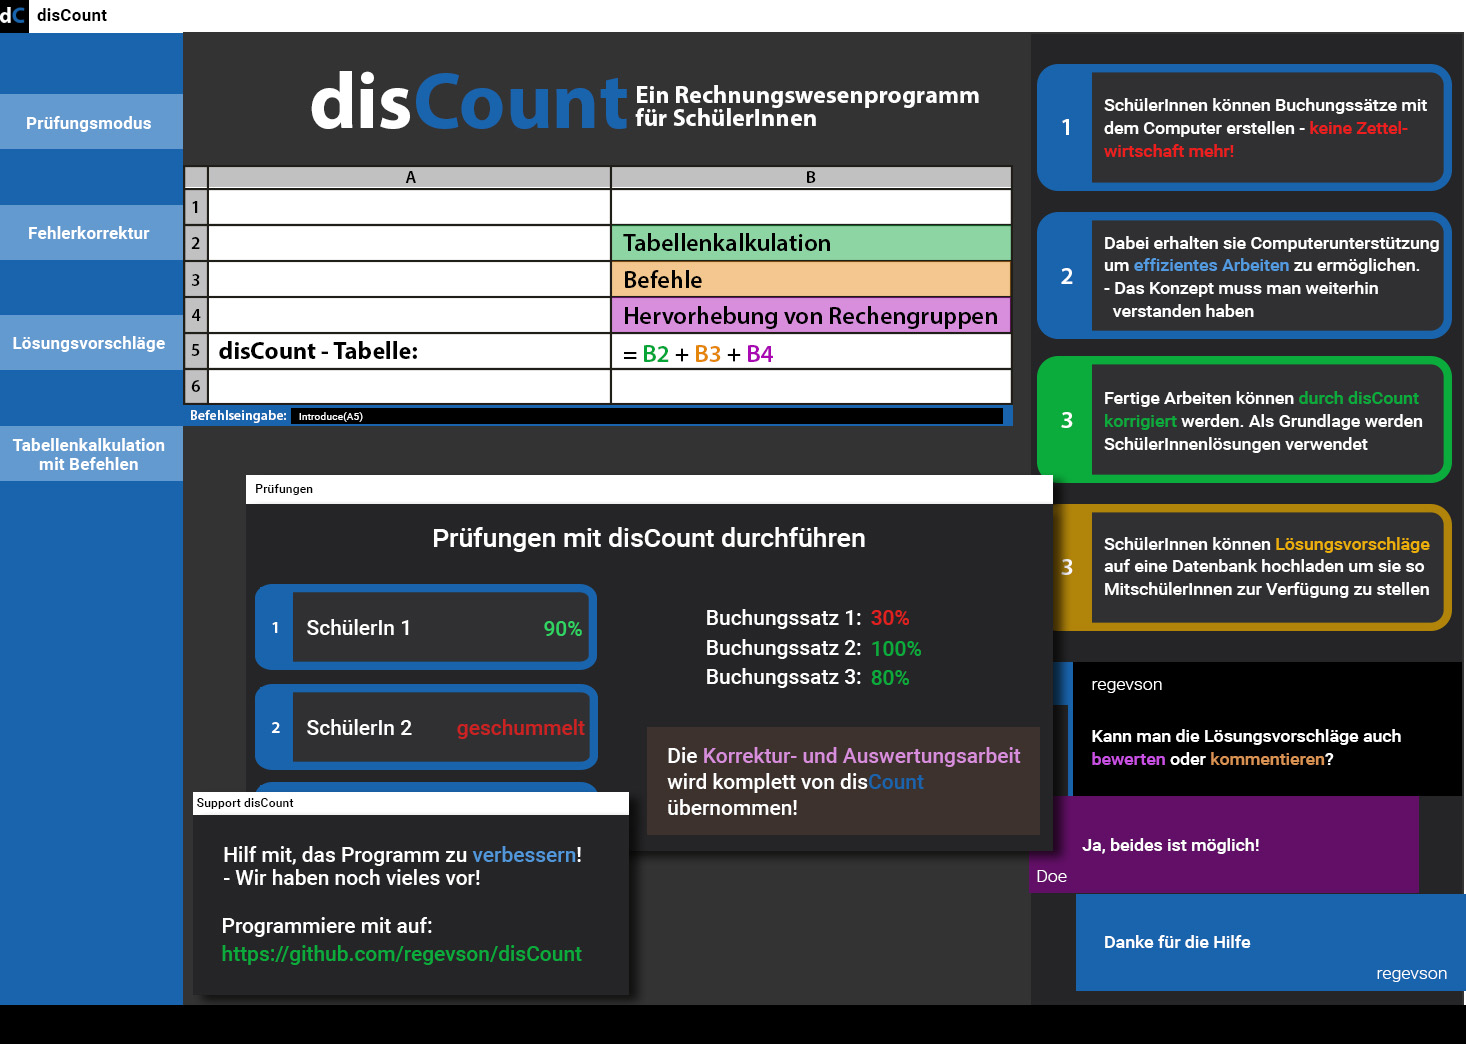 dC disCount
Prüfungsmodus
Fehlerkorrektur
Lösungsvorschläge
Tabellenkalkulation
mit Befehlen
disCount
Ein Rechnungswesenprogramm
für SchülerInnen
A B
1
2 Tabellenkalkulation
3 Befehle
4 Hervorhebung von Rechengruppen
5 disCount - Tabelle: = B2 + B3 + B4
6
Befehlseingabe: Introduce(A5)
Prüfungen
Prüfungen mit disCount durchführen
1 SchülerIn 1 90%
2 SchülerIn 2 geschummelt
Buchungssatz 1: 30%
Buchungssatz 2: 100%
Buchungssatz 3: 80%
Die Korrektur- und Auswertungsarbeit
wird komplett von disCount
übernommen!
Support disCount
Hilf mit, das Programm zu verbessern!
- Wir haben noch vieles vor!
Programmiere mit auf:
https://github.com/regevson/disCount
1
SchülerInnen können Buchungssätze mit
dem Computer erstellen - keine Zettel-
wirtschaft mehr!
2
Dabei erhalten sie Computerunterstützung
um effizientes Arbeiten zu ermöglichen.
- Das Konzept muss man weiterhin
verstanden haben
3
Fertige Arbeiten können durch disCount
korrigiert werden. Als Grundlage werden
SchülerInnenlösungen verwendet
3
SchülerInnen können Lösungsvorschläge
auf eine Datenbank hochladen um sie so
MitschülerInnen zur Verfügung zu stellen
regevson
Kann man die Lösungsvorschläge auch
bewerten oder kommentieren?
Ja, beides ist möglich!
Doe
Danke für die Hilfe
regevson